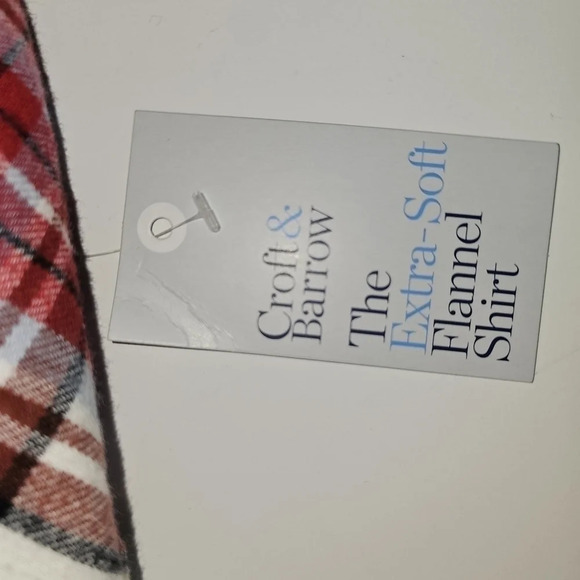 Croft &
Barrow
The
Extra-Soft
Flannel
Shirt